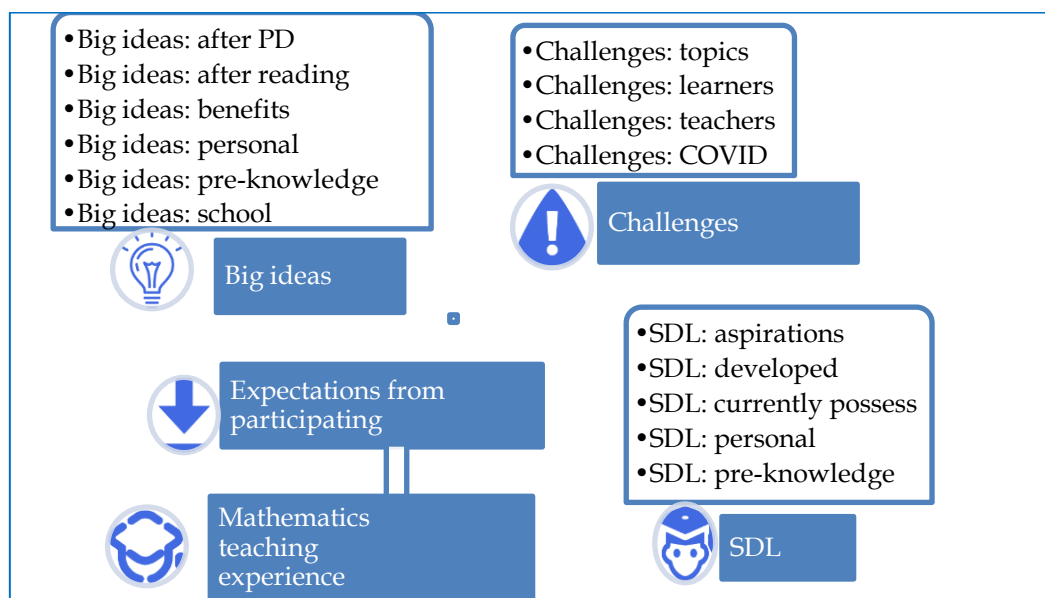 •Big ideas: after PD
•Big ideas: after reading
•Big ideas: benefits
•Big ideas: personal
•Big ideas: pre-knowledge
•Big ideas: school
Big ideas
•Challenges: topics
•Challenges: learners
•Challenges: teachers
•Challenges: COVID
Challenges
Expectations from
participating
Mathematics
teaching
experience
•SDL: aspirations
•SDL: developed
•SDL: currently possess
•SDL: personal
•SDL: pre-knowledge
SDL